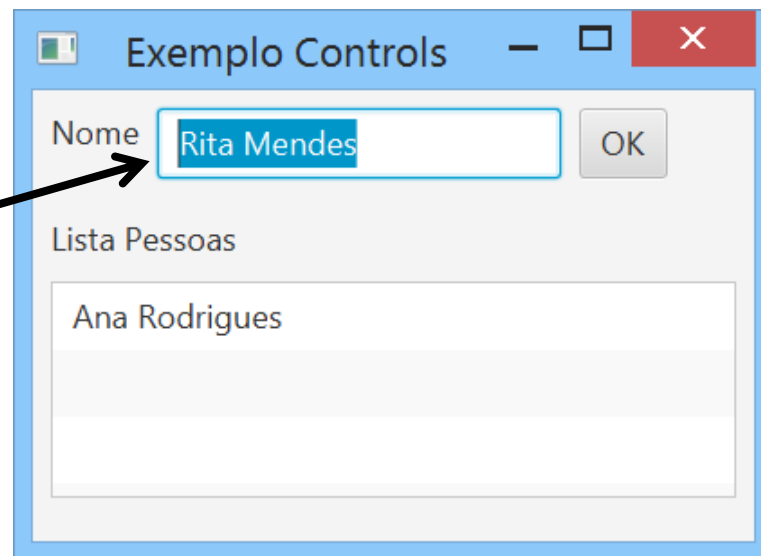 Exemplo Controls
Nome Rita Mendes OK
Lista Pessoas
Ana Rodrigues